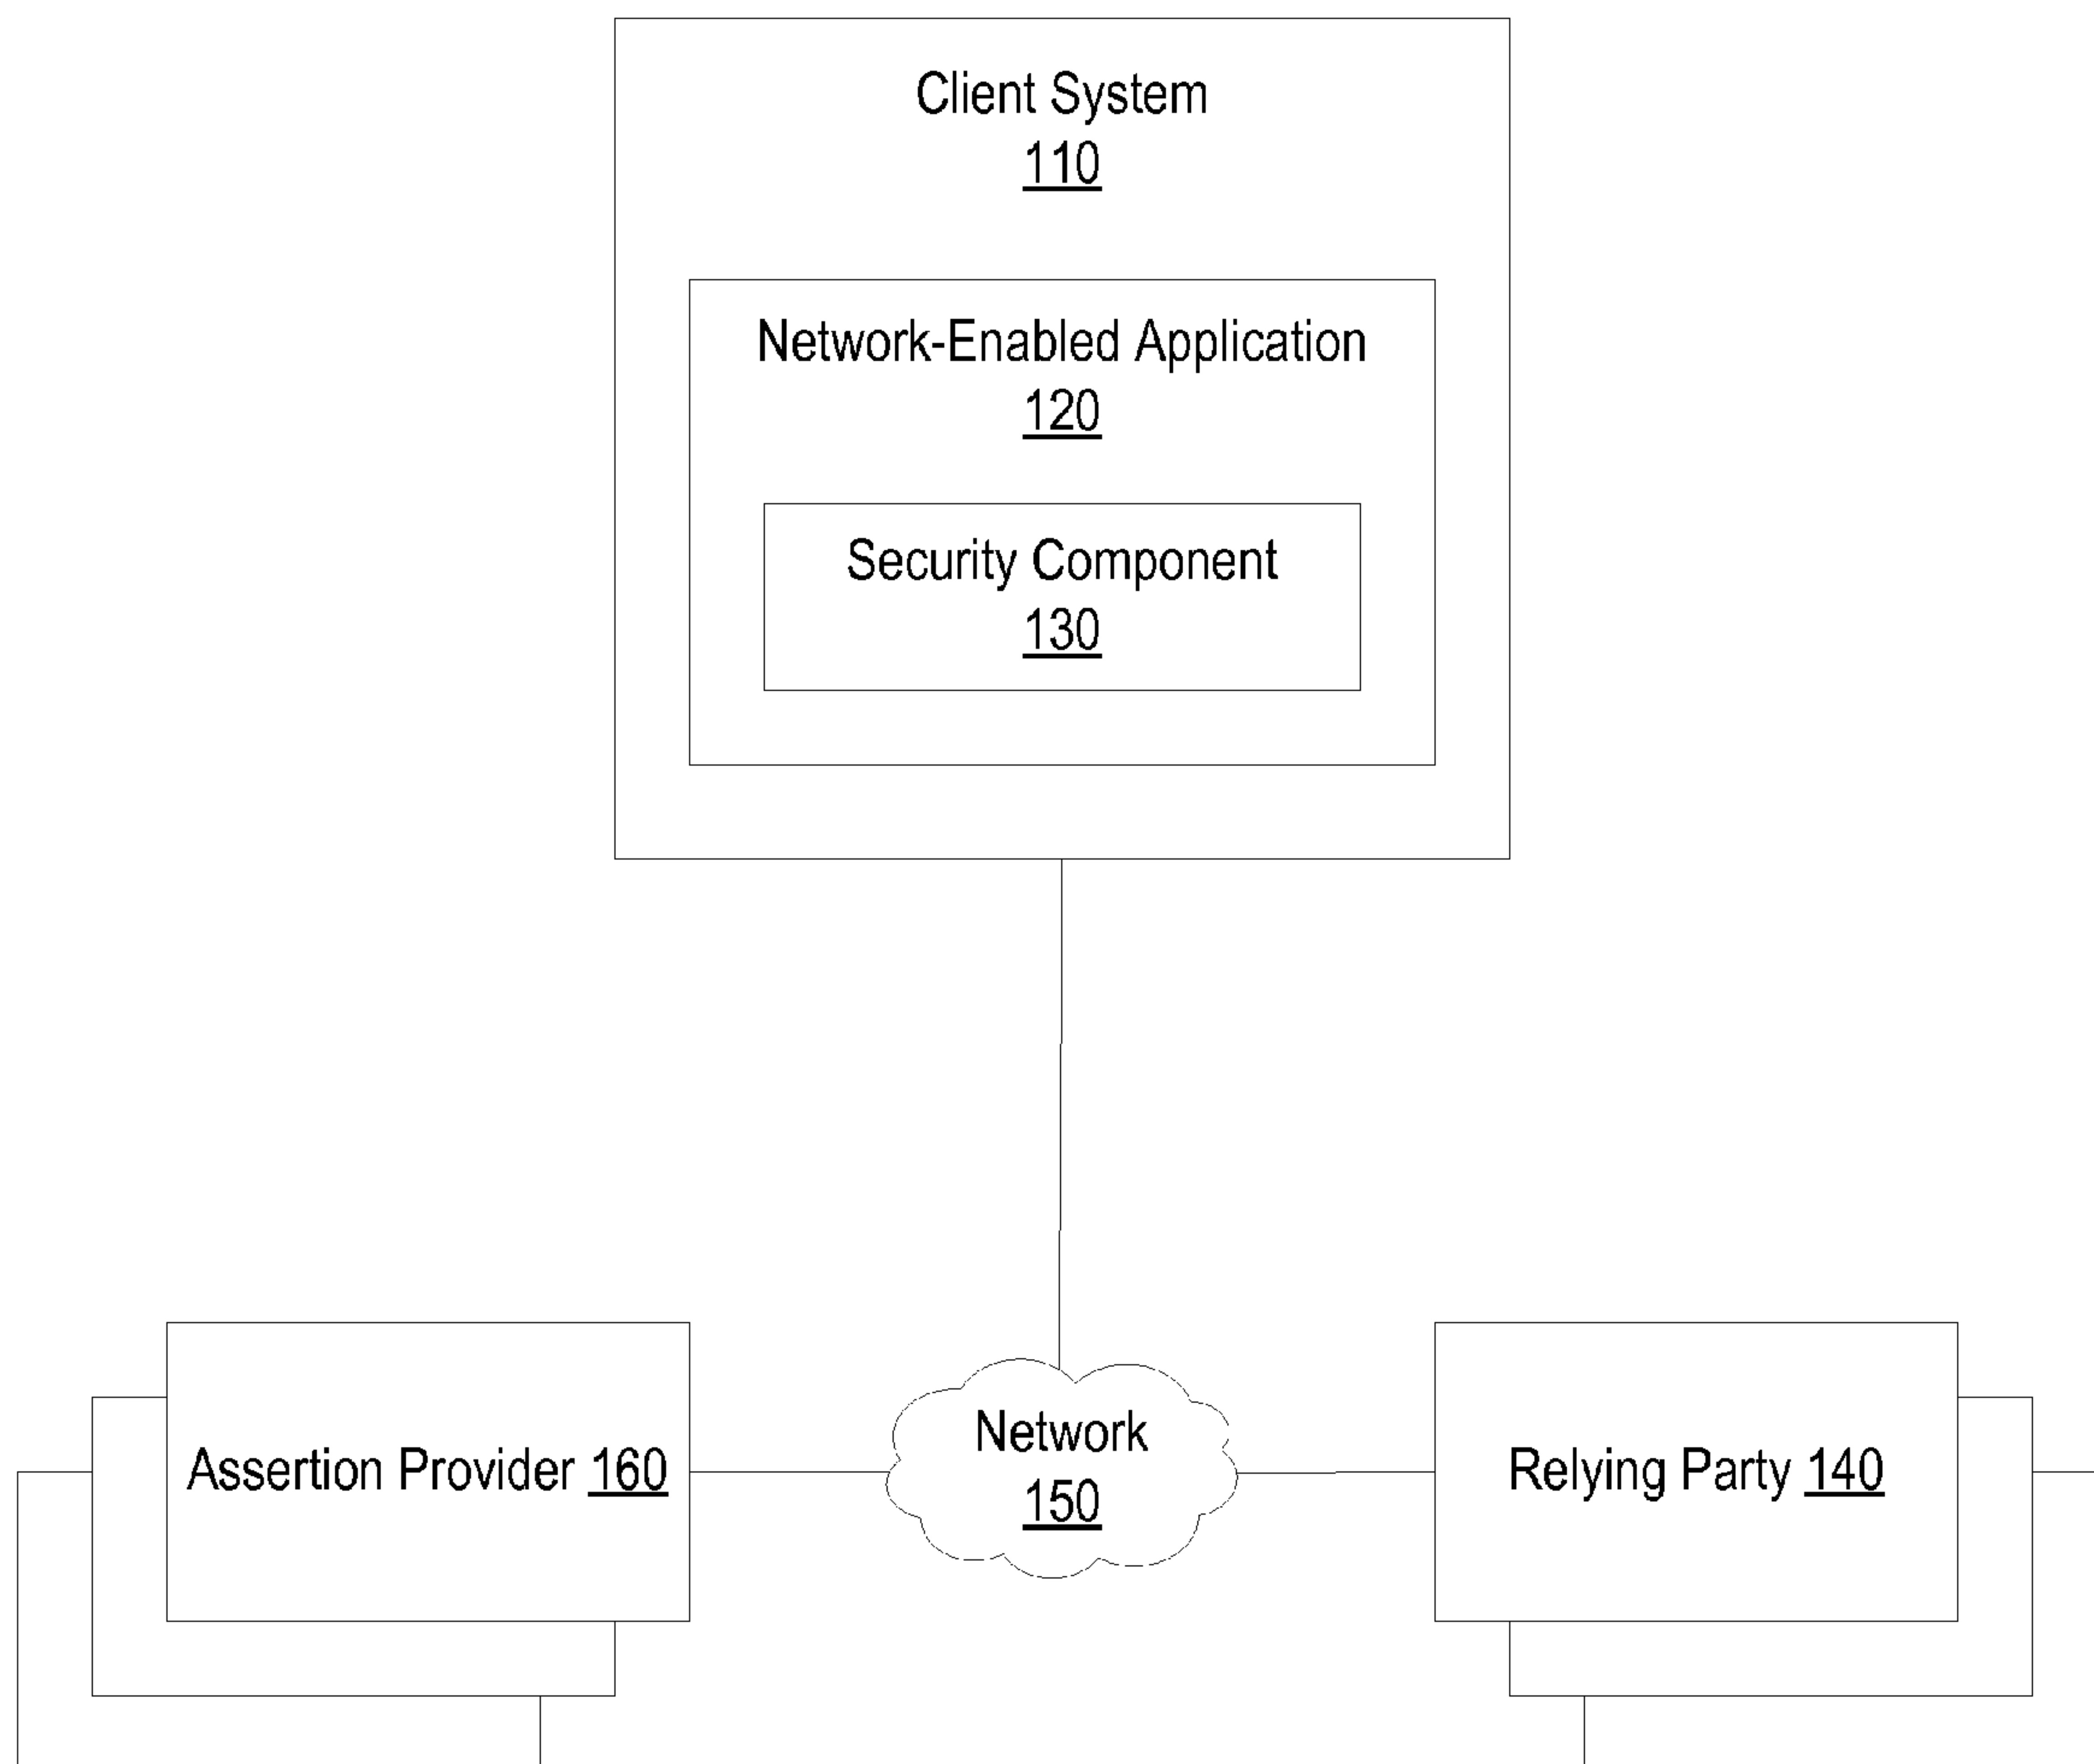 Client System
110
Network-Enabled Application
120
Security Component
130
Assertion Provider 160
Network
150
Relying Party 140